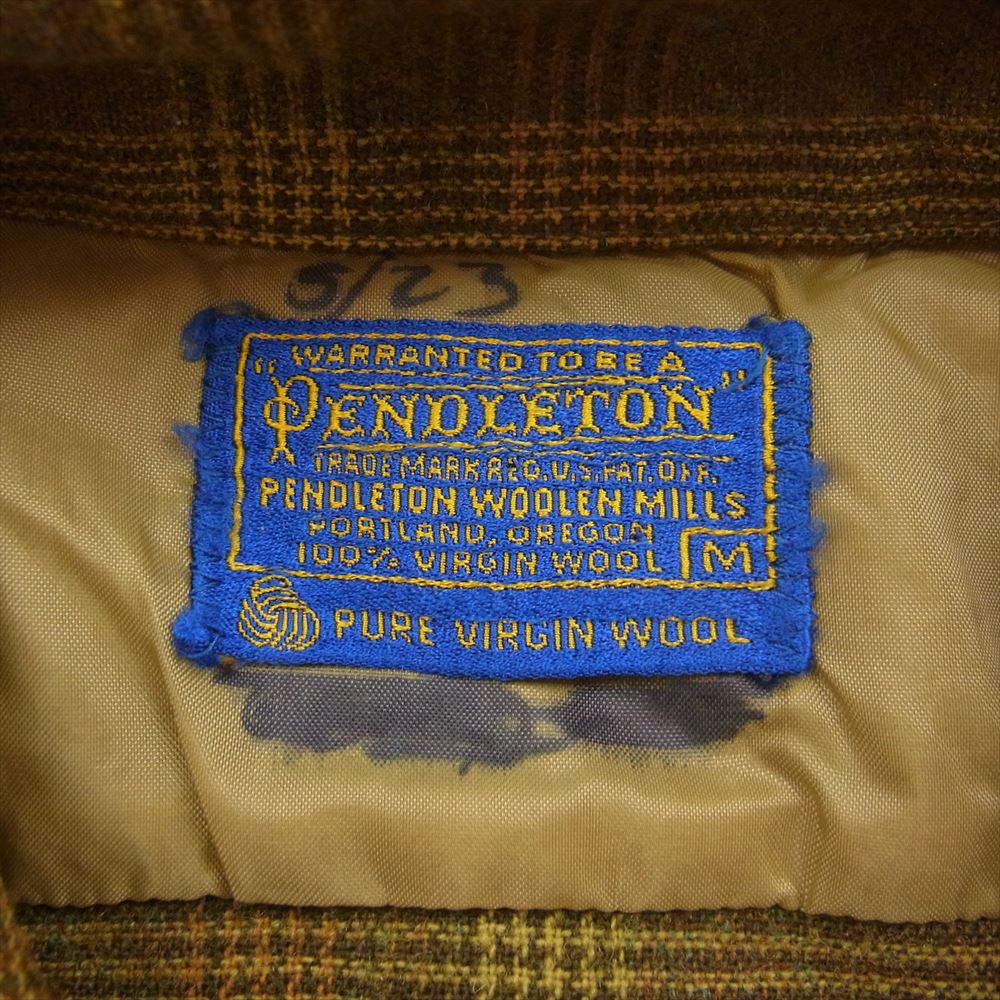 5/23
WARRANTED TO BE A
"PENDLETON"
TRADE MARK REG. U.S. PAT. OFF.
PENDLETON WOOLEN MILLS
PORTLAND, OREGON
100% VIRGIN WOOL M
PURE VIRGIN WOOL